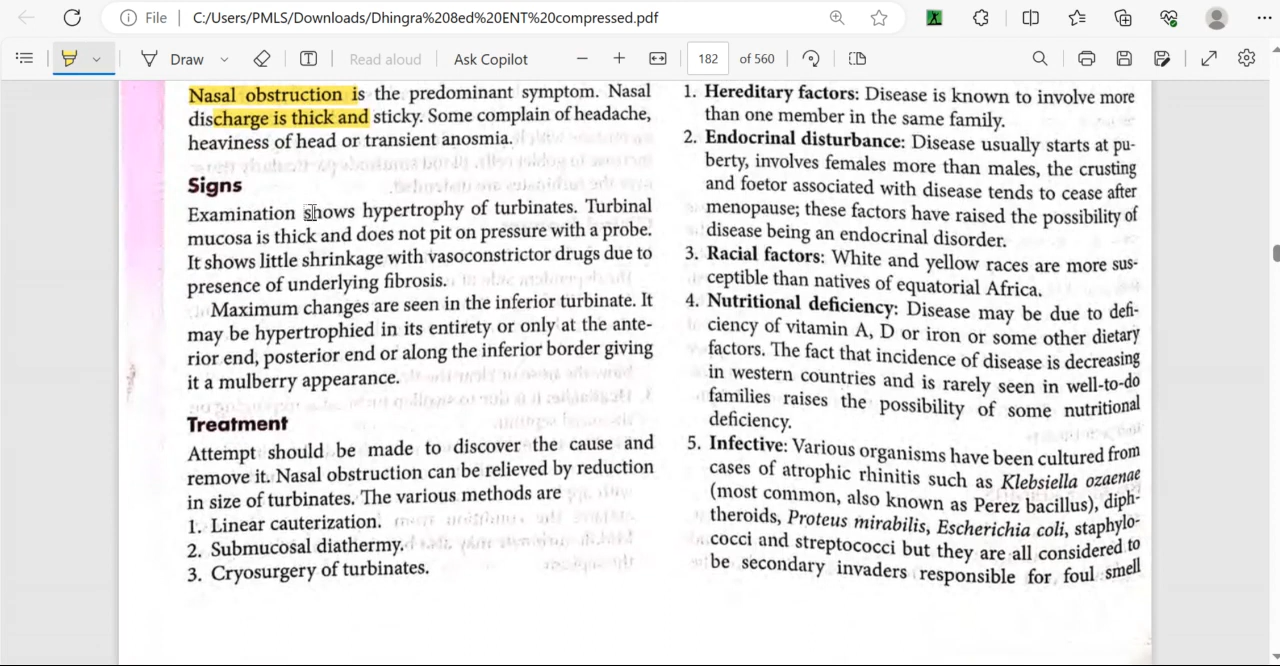 File
C:/Users/PMLS/Downloads/Dhingra%208ed%20ENT%20compressed.pdf
Draw
Read aloud
Ask Copilot
182
of 560
Nasal obstruction is the predominant symptom. Nasal
discharge is thick and sticky. Some complain of headache,
heaviness of head or transient anosmia.
Signs
Examination shows hypertrophy of turbinates. Turbinal
mucosa is thick and does not pit on pressure with a probe.
It shows little shrinkage with vasoconstrictor drugs due to
presence of underlying fibrosis.
Maximum changes are seen in the inferior turbinate. It
may be hypertrophied in its entirety or only at the ante-
rior end, posterior end or along the inferior border giving
it a mulberry appearance.
Treatment
Attempt should be made to discover the cause and
remove it. Nasal obstruction can be relieved by reduction
in size of turbinates. The various methods are
1. Linear cauterization.
2. Submucosal diathermy.
3. Cryosurgery of turbinates.
1. Hereditary factors: Disease is known to involve more
than one member in the same family.
2. Endocrinal disturbance: Disease usually starts at pu-
berty, involves females more than males, the crusting
and foetor associated with disease tends to cease after
menopause; these factors have raised the possibility of
disease being an endocrinal disorder.
3. Racial factors: White and yellow races are more sus-
ceptible than natives of equatorial Africa.
4. Nutritional deficiency: Disease may be due to defi-
ciency of vitamin A, D or iron or some other dietary
factors. The fact that incidence of disease is decreasing
in western countries and is rarely seen in well-to-do
families raises the possibility of some nutritional
deficiency.
5. Infective: Various organisms have been cultured from
cases of atrophic rhinitis such as Klebsiella ozaenae
(most common, also known as Perez bacillus), diph-
theroids, Proteus mirabilis, Escherichia coli, staphylo-
cocci and streptococci but they are all considered to
be secondary invaders responsible for foul smell